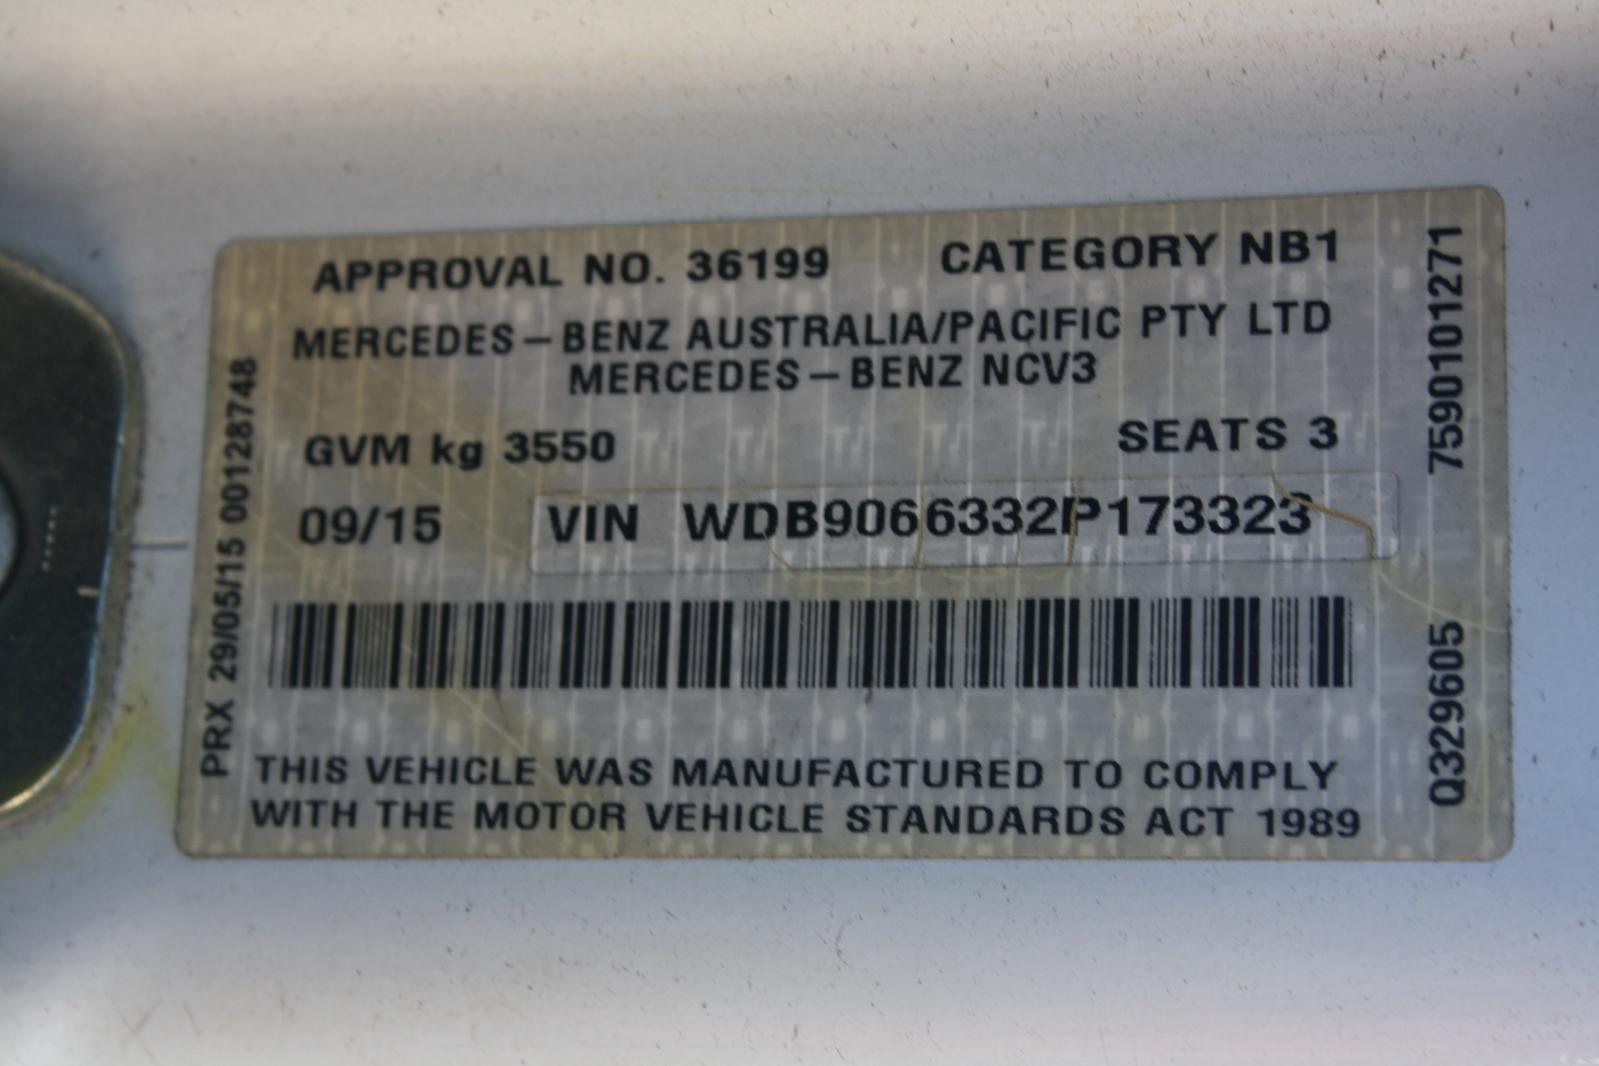 APPROVAL NO. 36199 CATEGORY NB1
MERCEDES-BENZ AUSTRALIA/PACIFIC PTY LTD
MERCEDES-BENZ NCV3
GVM kg 3550 SEATS 3
09/15 VIN WDB9066332P173323
THIS VEHICLE WAS MANUFACTURED TO COMPLY
WITH THE MOTOR VEHICLE STANDARDS ACT 1989
PRX 29/05/15 00128748
7590101271
Q3296605